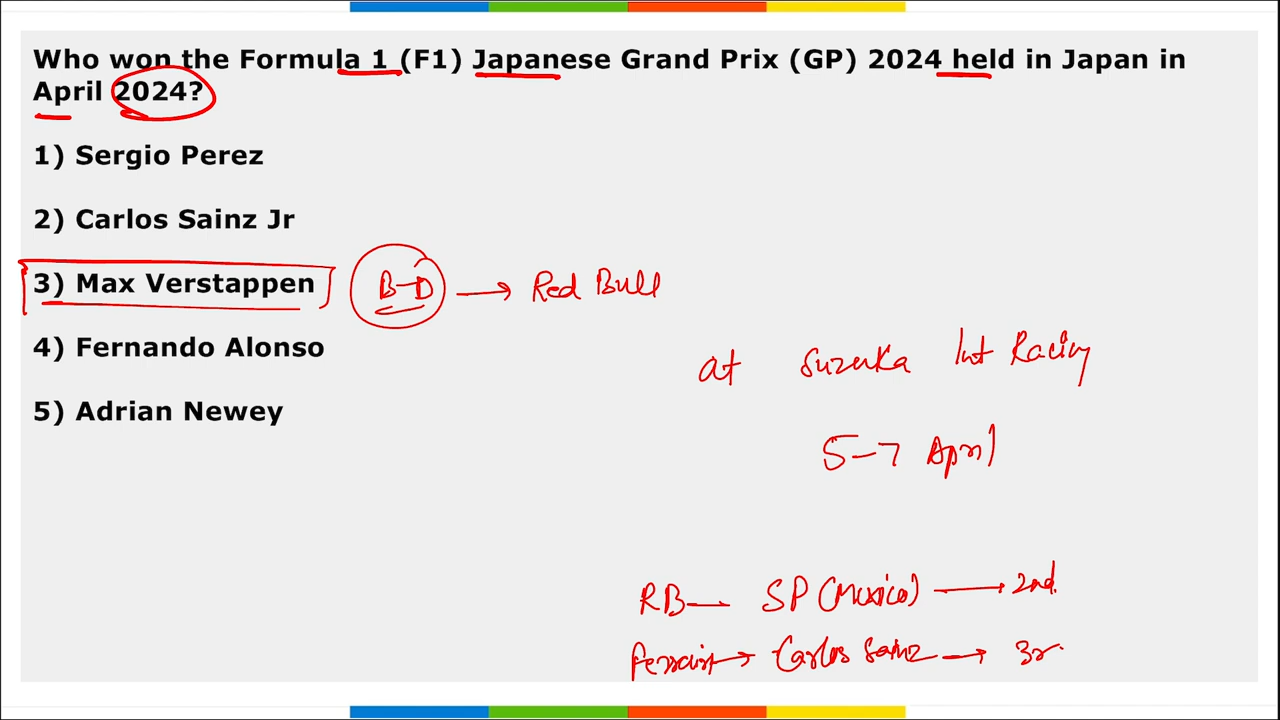 Who won the Formula 1 (F1) Japanese Grand Prix (GP) 2024 held in Japan in
April 2024?
1) Sergio Perez
2) Carlos Sainz Jr
3) Max Verstappen
B-D → Red Bull
at Suzuka Int Racing
4) Fernando Alonso
5) Adrian Newey
5-7 April
RB — SP (Mexico) → 2nd
→ Carlos Sainz → 3r